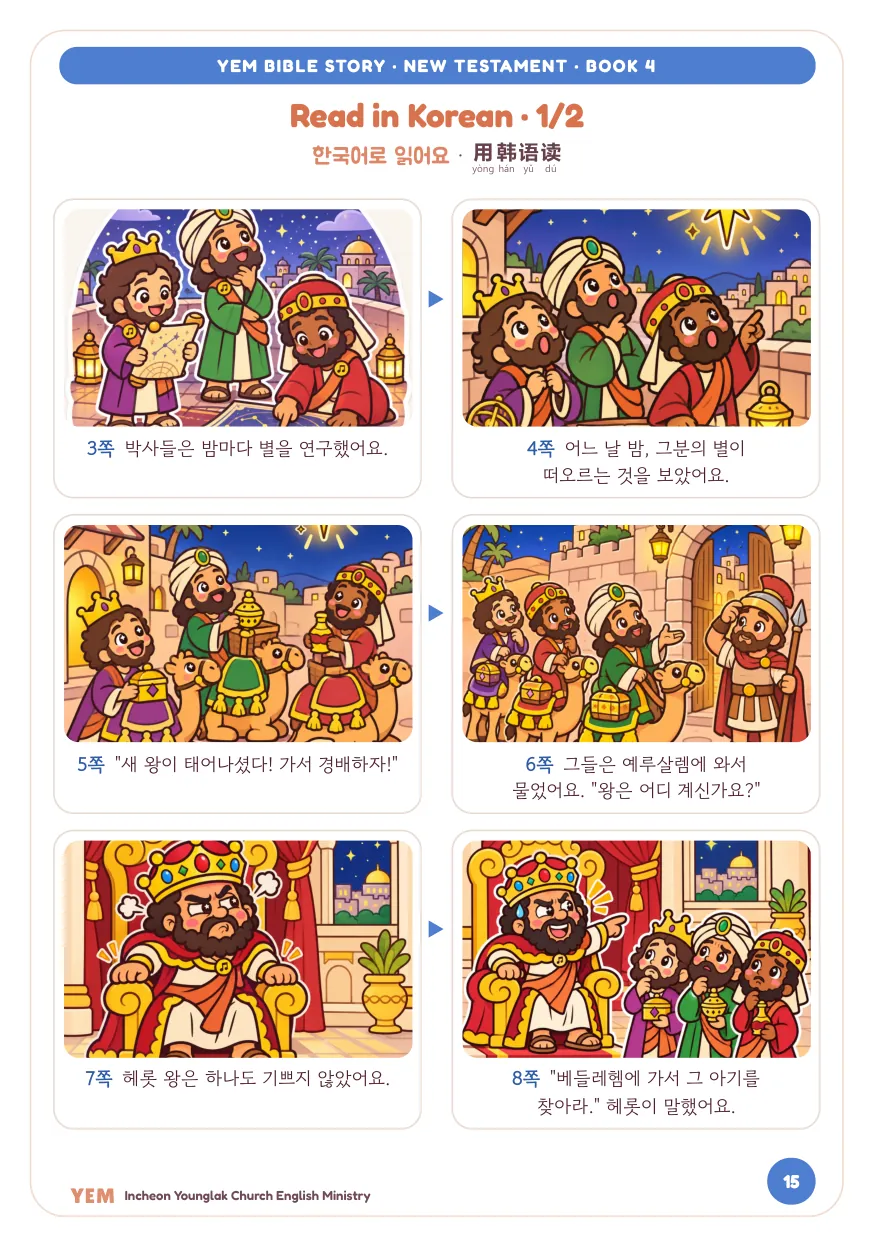 YEM BIBLE STORY · NEW TESTAMENT · BOOK 4
Read in Korean · 1/2
한국어로 읽어요 · 用韩语读
yòng hán yǔ dú
3쪽 박사들은 밤마다 별을 연구했어요.
4쪽 어느 날 밤, 그분의 별이
떠오르는 것을 보았어요.
5쪽 "새 왕이 태어나셨다! 가서 경배하자!"
6쪽 그들은 예루살렘에 와서
물었어요. "왕은 어디 계신가요?"
7쪽 헤롯 왕은 하나도 기쁘지 않았어요.
8쪽 "베들레헴에 가서 그 아기를
찾아라." 헤롯이 말했어요.
YEM Incheon Younglak Church English Ministry
15